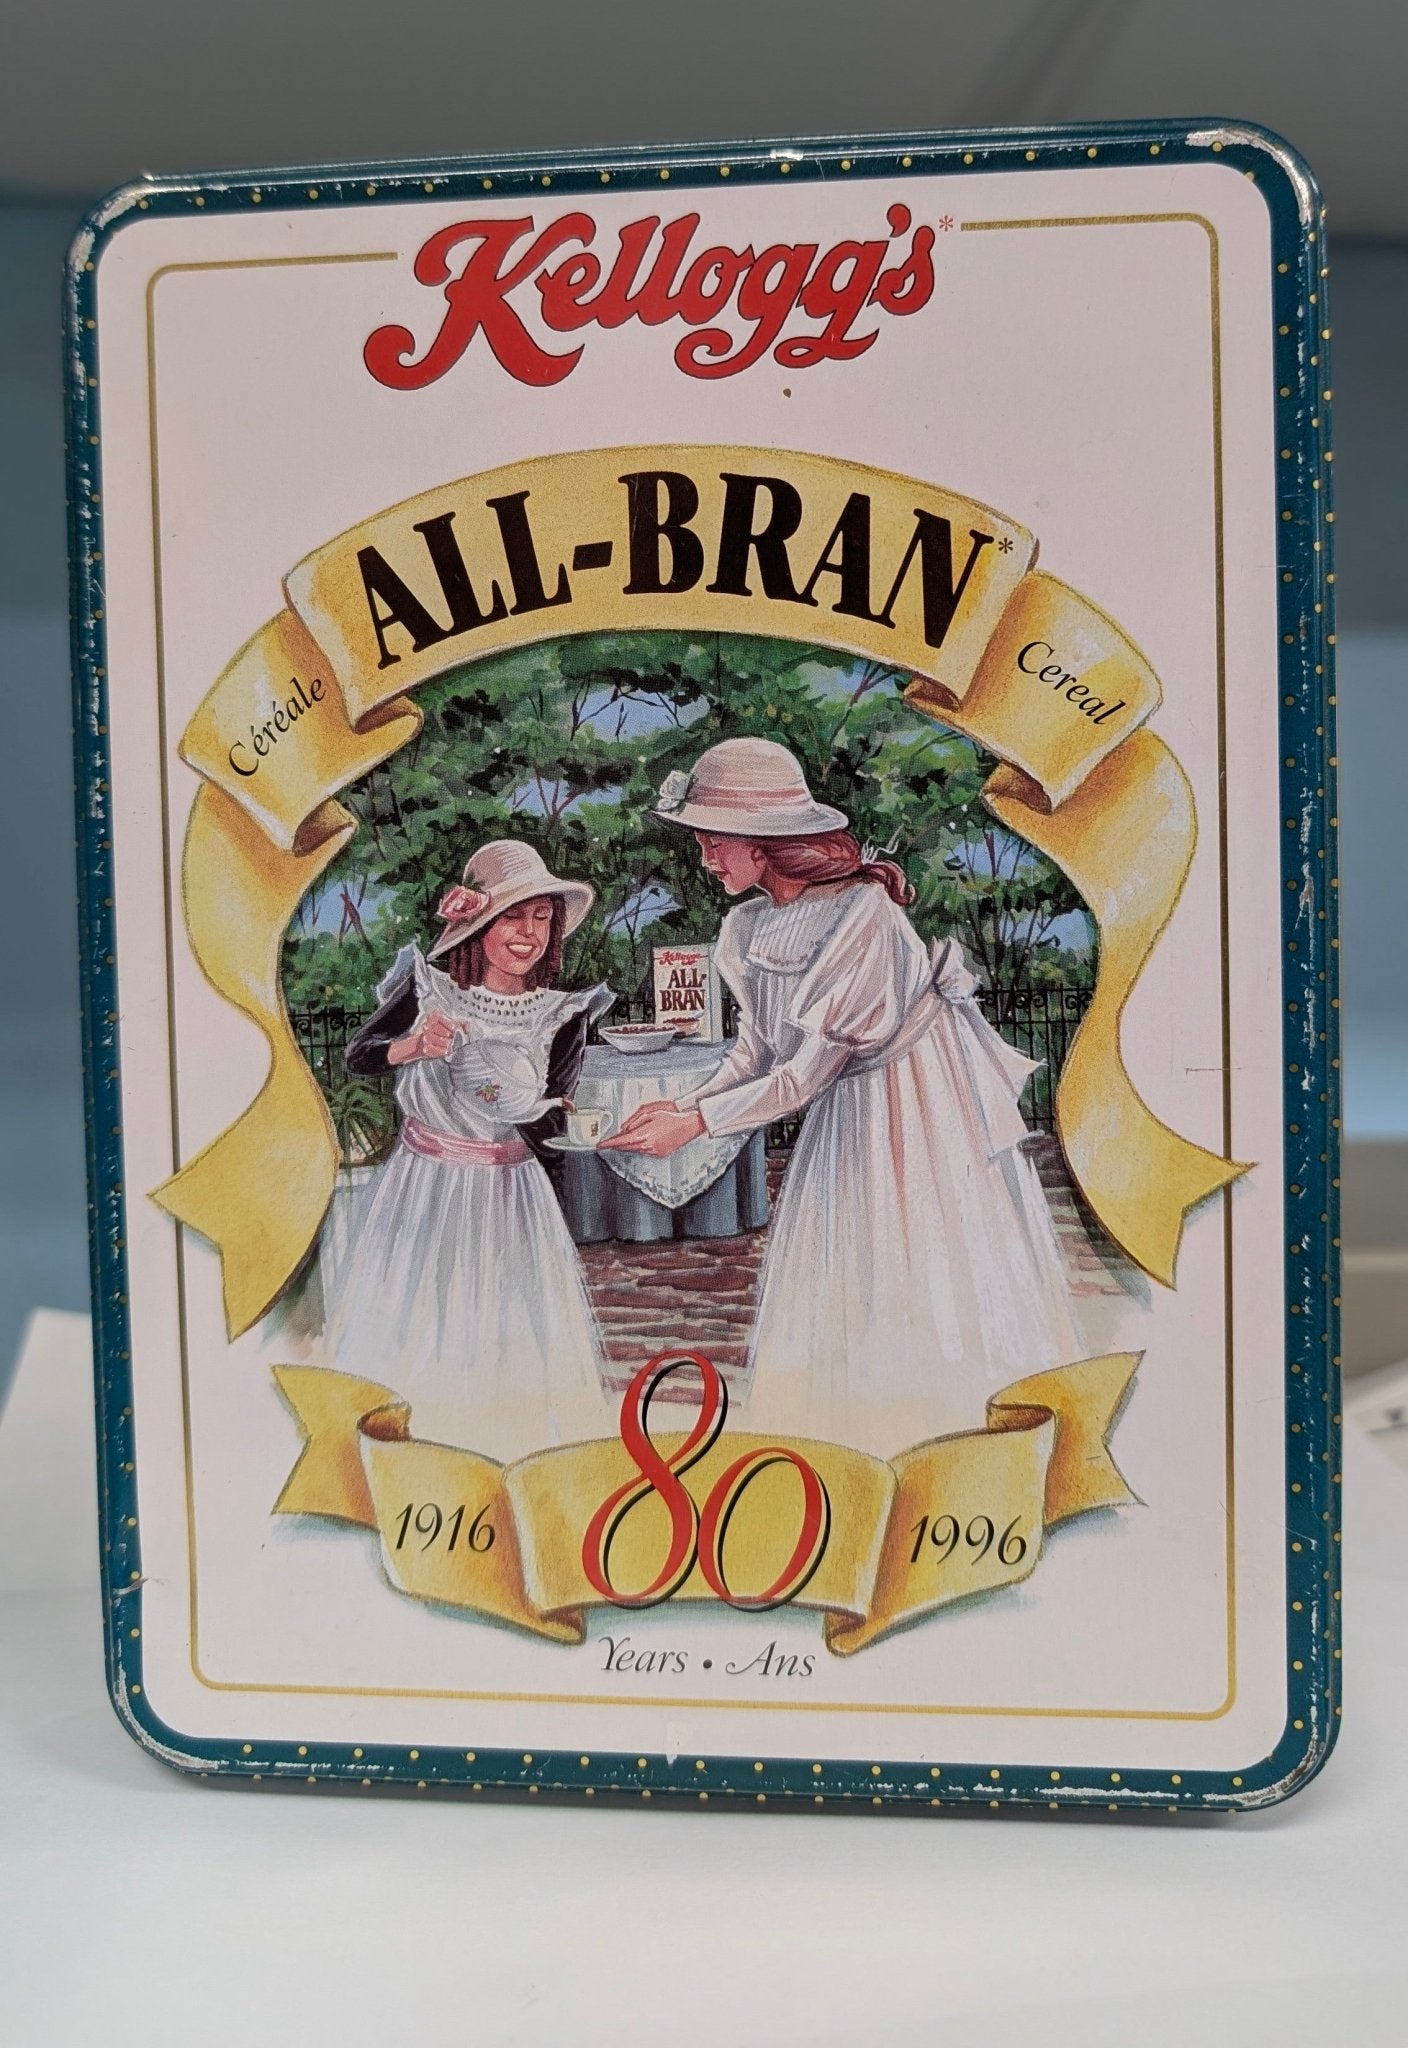 Kellogg's*
ALL-BRAN*
Céréale
Cereal
Kellogg's
ALL-
BRAN
80
1916
1996
Years • Ans